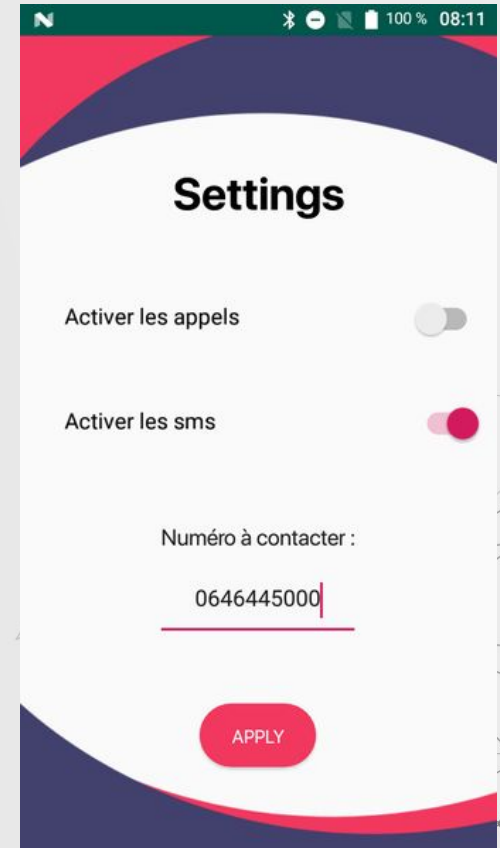 100 % 08:11
Settings
Activer les appels
Activer les sms
Numéro à contacter :
0646445000
APPLY